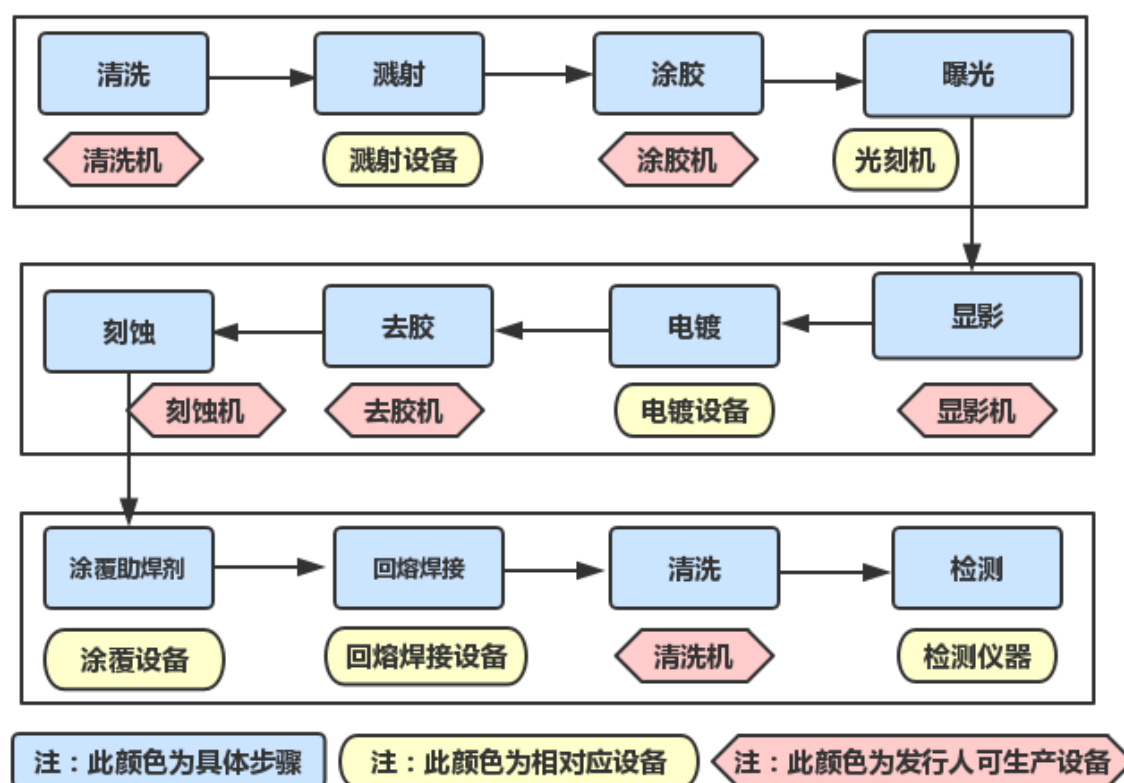 清洗
溅射
涂胶
曝光
清洗机
溅射设备
涂胶机
光刻机
刻蚀
去胶
电镀
显影
刻蚀机
去胶机
电镀设备
显影机
涂覆助焊剂
回熔焊接
清洗
检测
涂覆设备
回熔焊接设备
清洗机
检测仪器
注：此颜色为具体步骤
注：此颜色为相对应设备
注：此颜色为发行人可生产设备